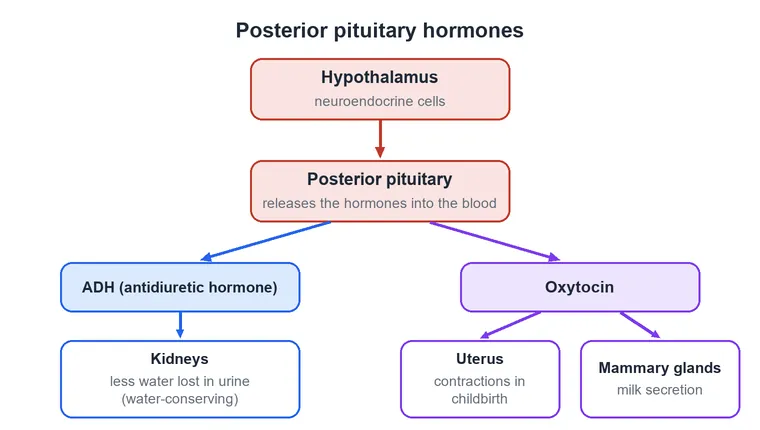 Posterior pituitary hormones
Hypothalamus
neuroendocrine cells
Posterior pituitary
releases the hormones into the blood
ADH (antidiuretic hormone)
Oxytocin
Kidneys
less water lost in urine
(water-conserving)
Uterus
contractions in
childbirth
Mammary glands
milk secretion